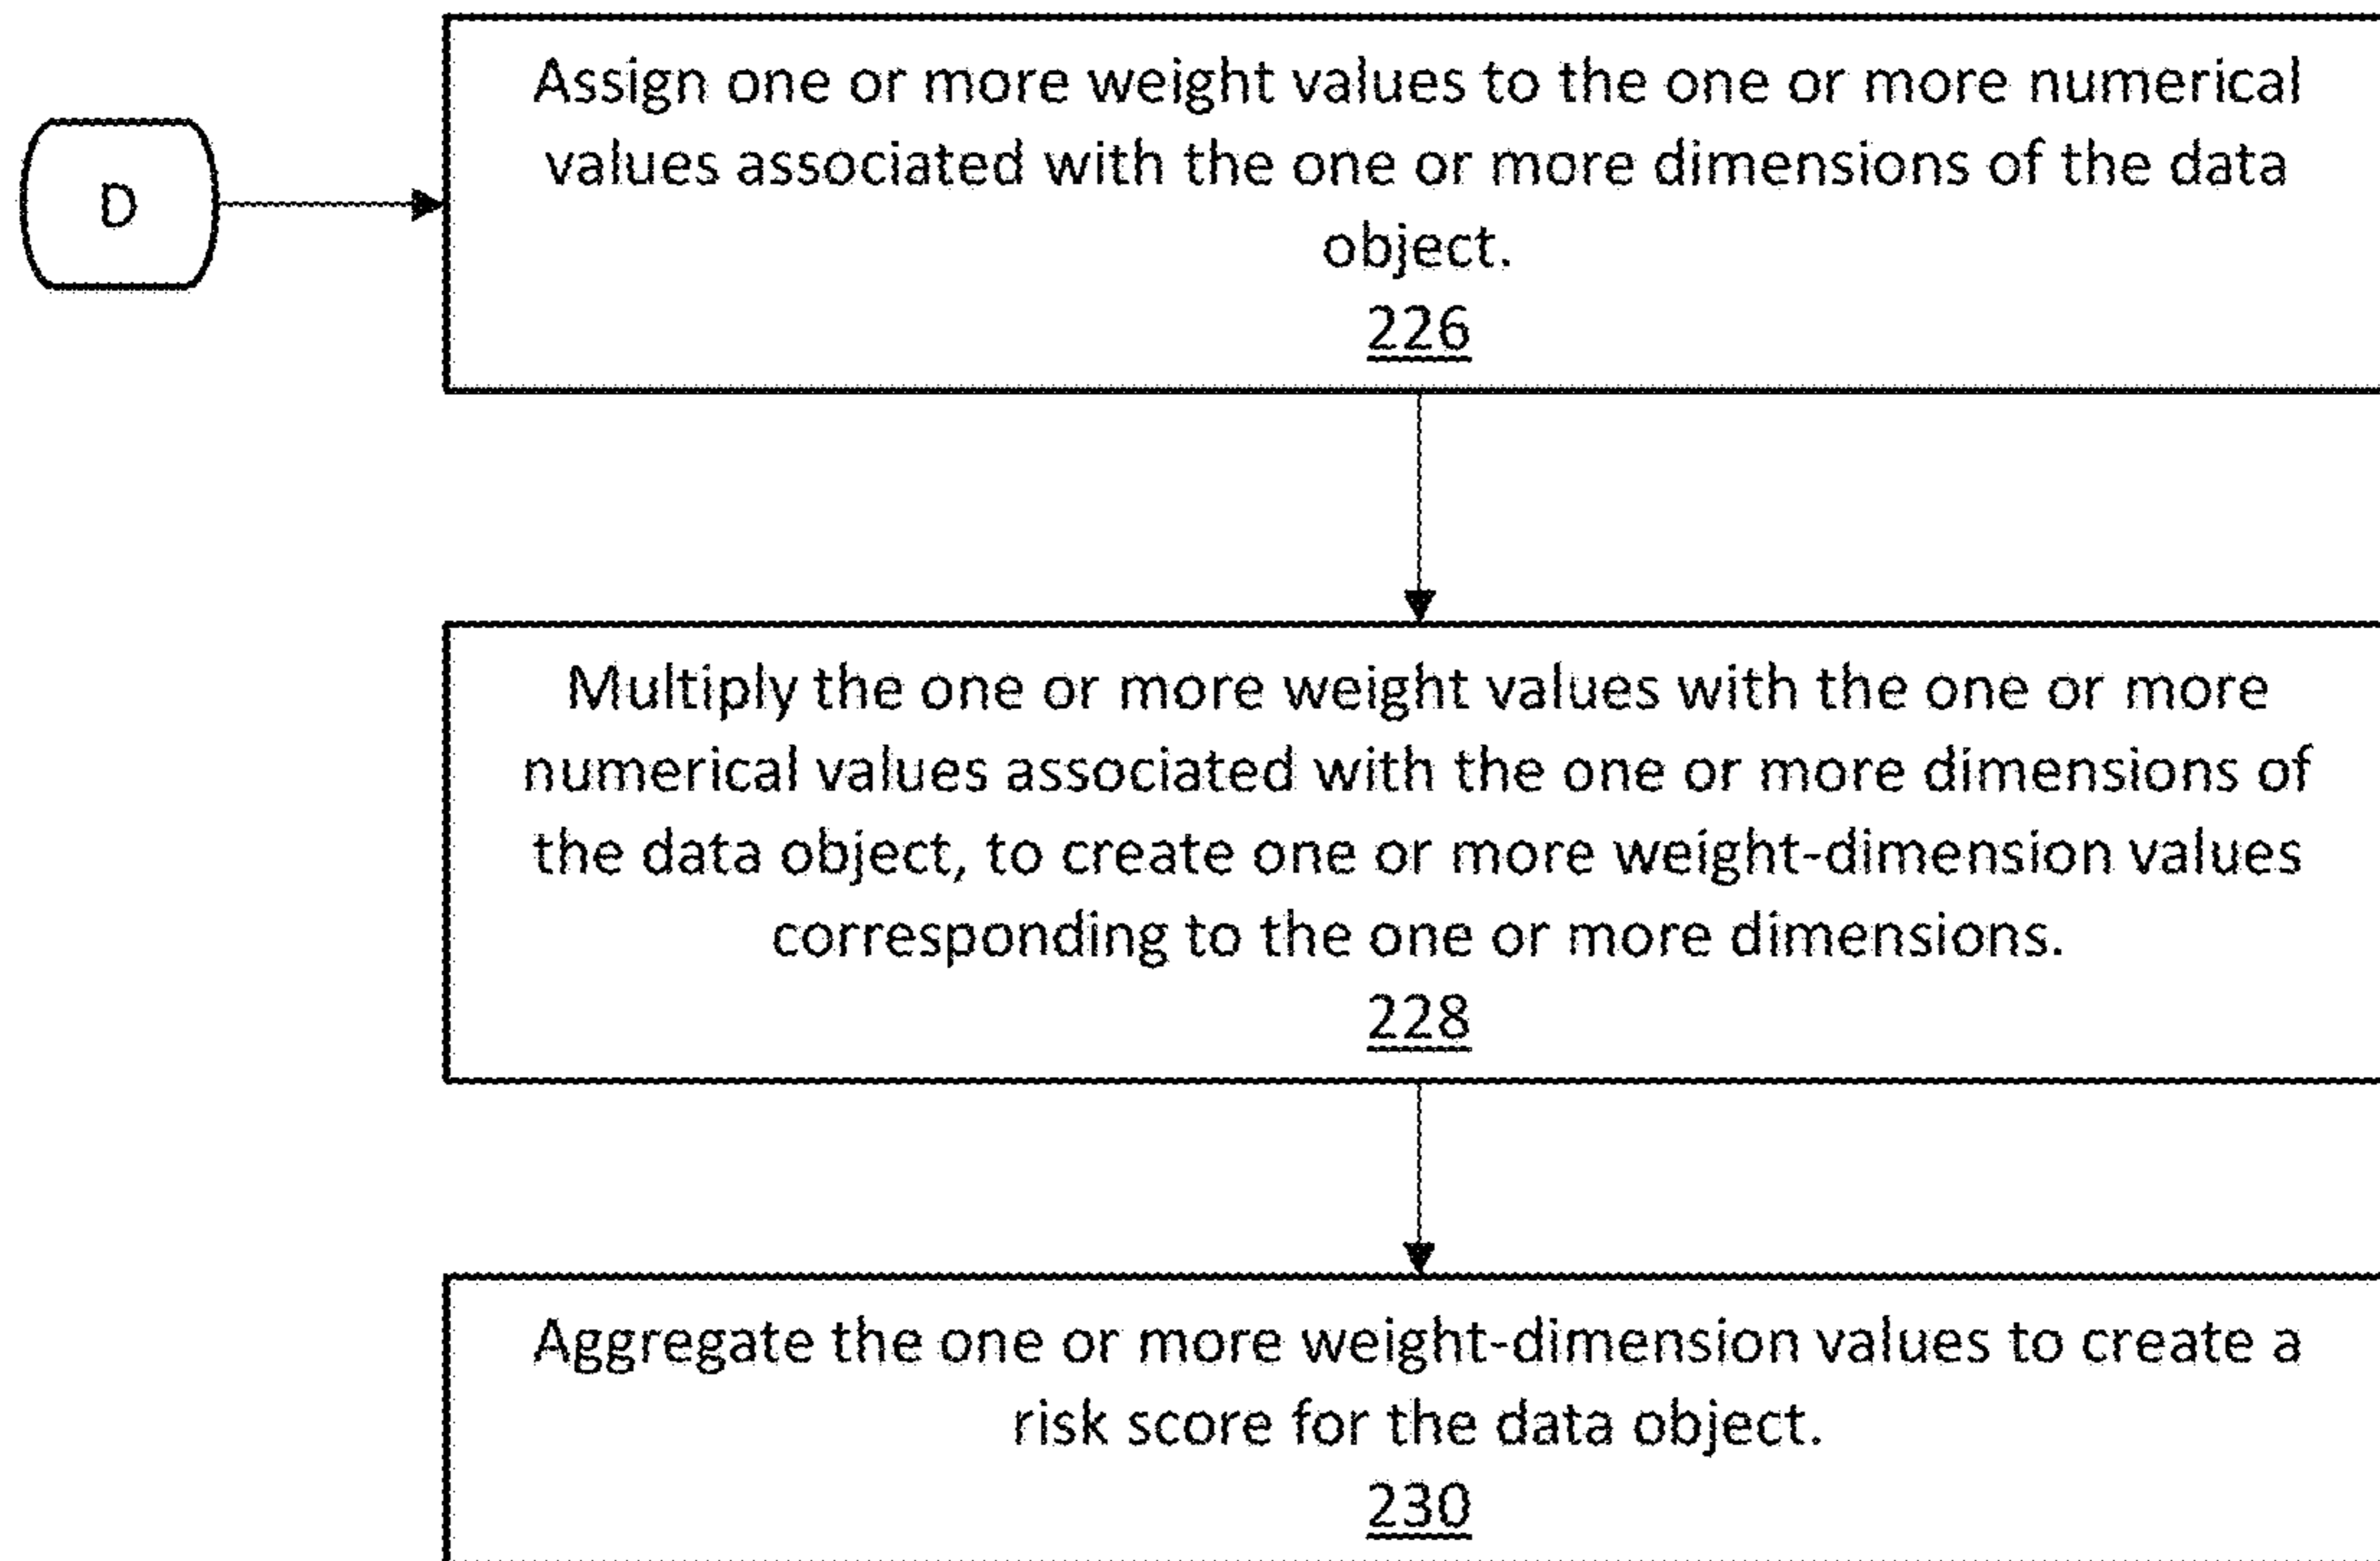 D
Assign one or more weight values to the one or more numerical
values associated with the one or more dimensions of the data
object.
226
Multiply the one or more weight values with the one or more
numerical values associated with the one or more dimensions of
the data object, to create one or more weight-dimension values
corresponding to the one or more dimensions.
228
Aggregate the one or more weight-dimension values to create a
risk score for the data object.
230